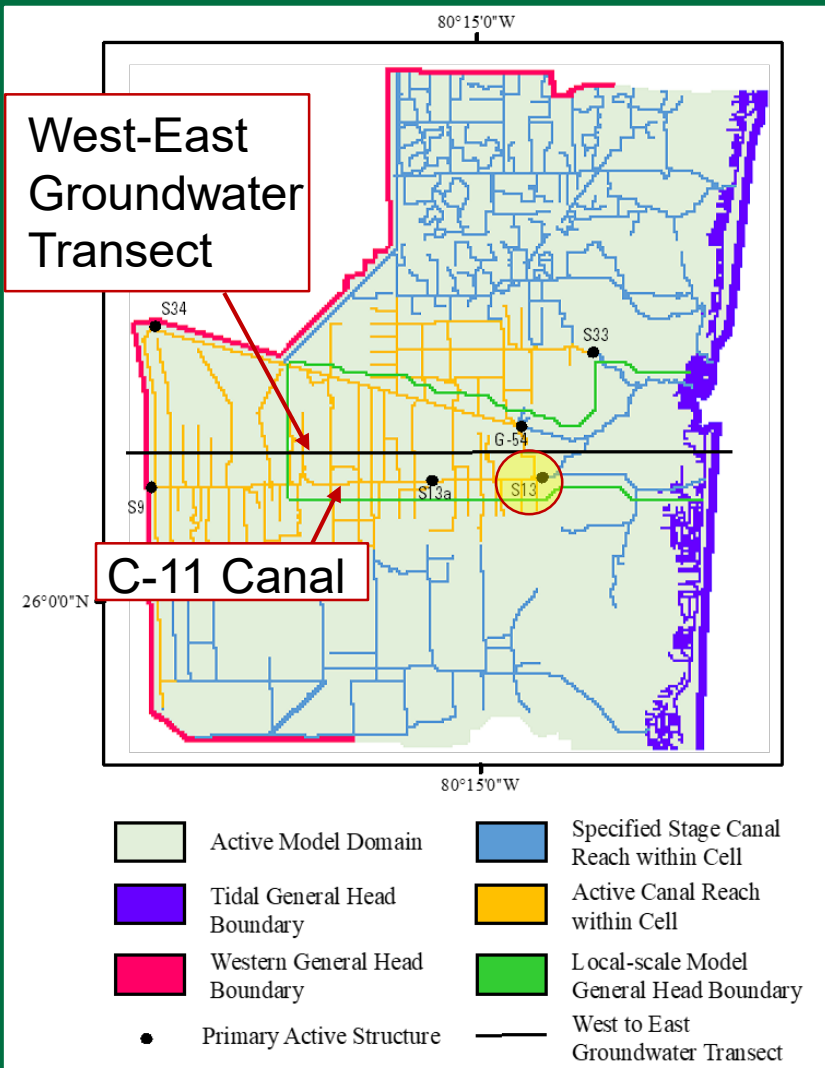 80°15'0"W
West-East
Groundwater
Transect
S34
S33
G-54
S9
S13a
S13
C-11 Canal
26°0'0"N
80°15'0"W
Active Model Domain
Specified Stage Canal
Reach within Cell
Tidal General Head
Boundary
Active Canal Reach
within Cell
Western General Head
Boundary
Local-scale Model
General Head Boundary
Primary Active Structure
West to East
Groundwater Transect